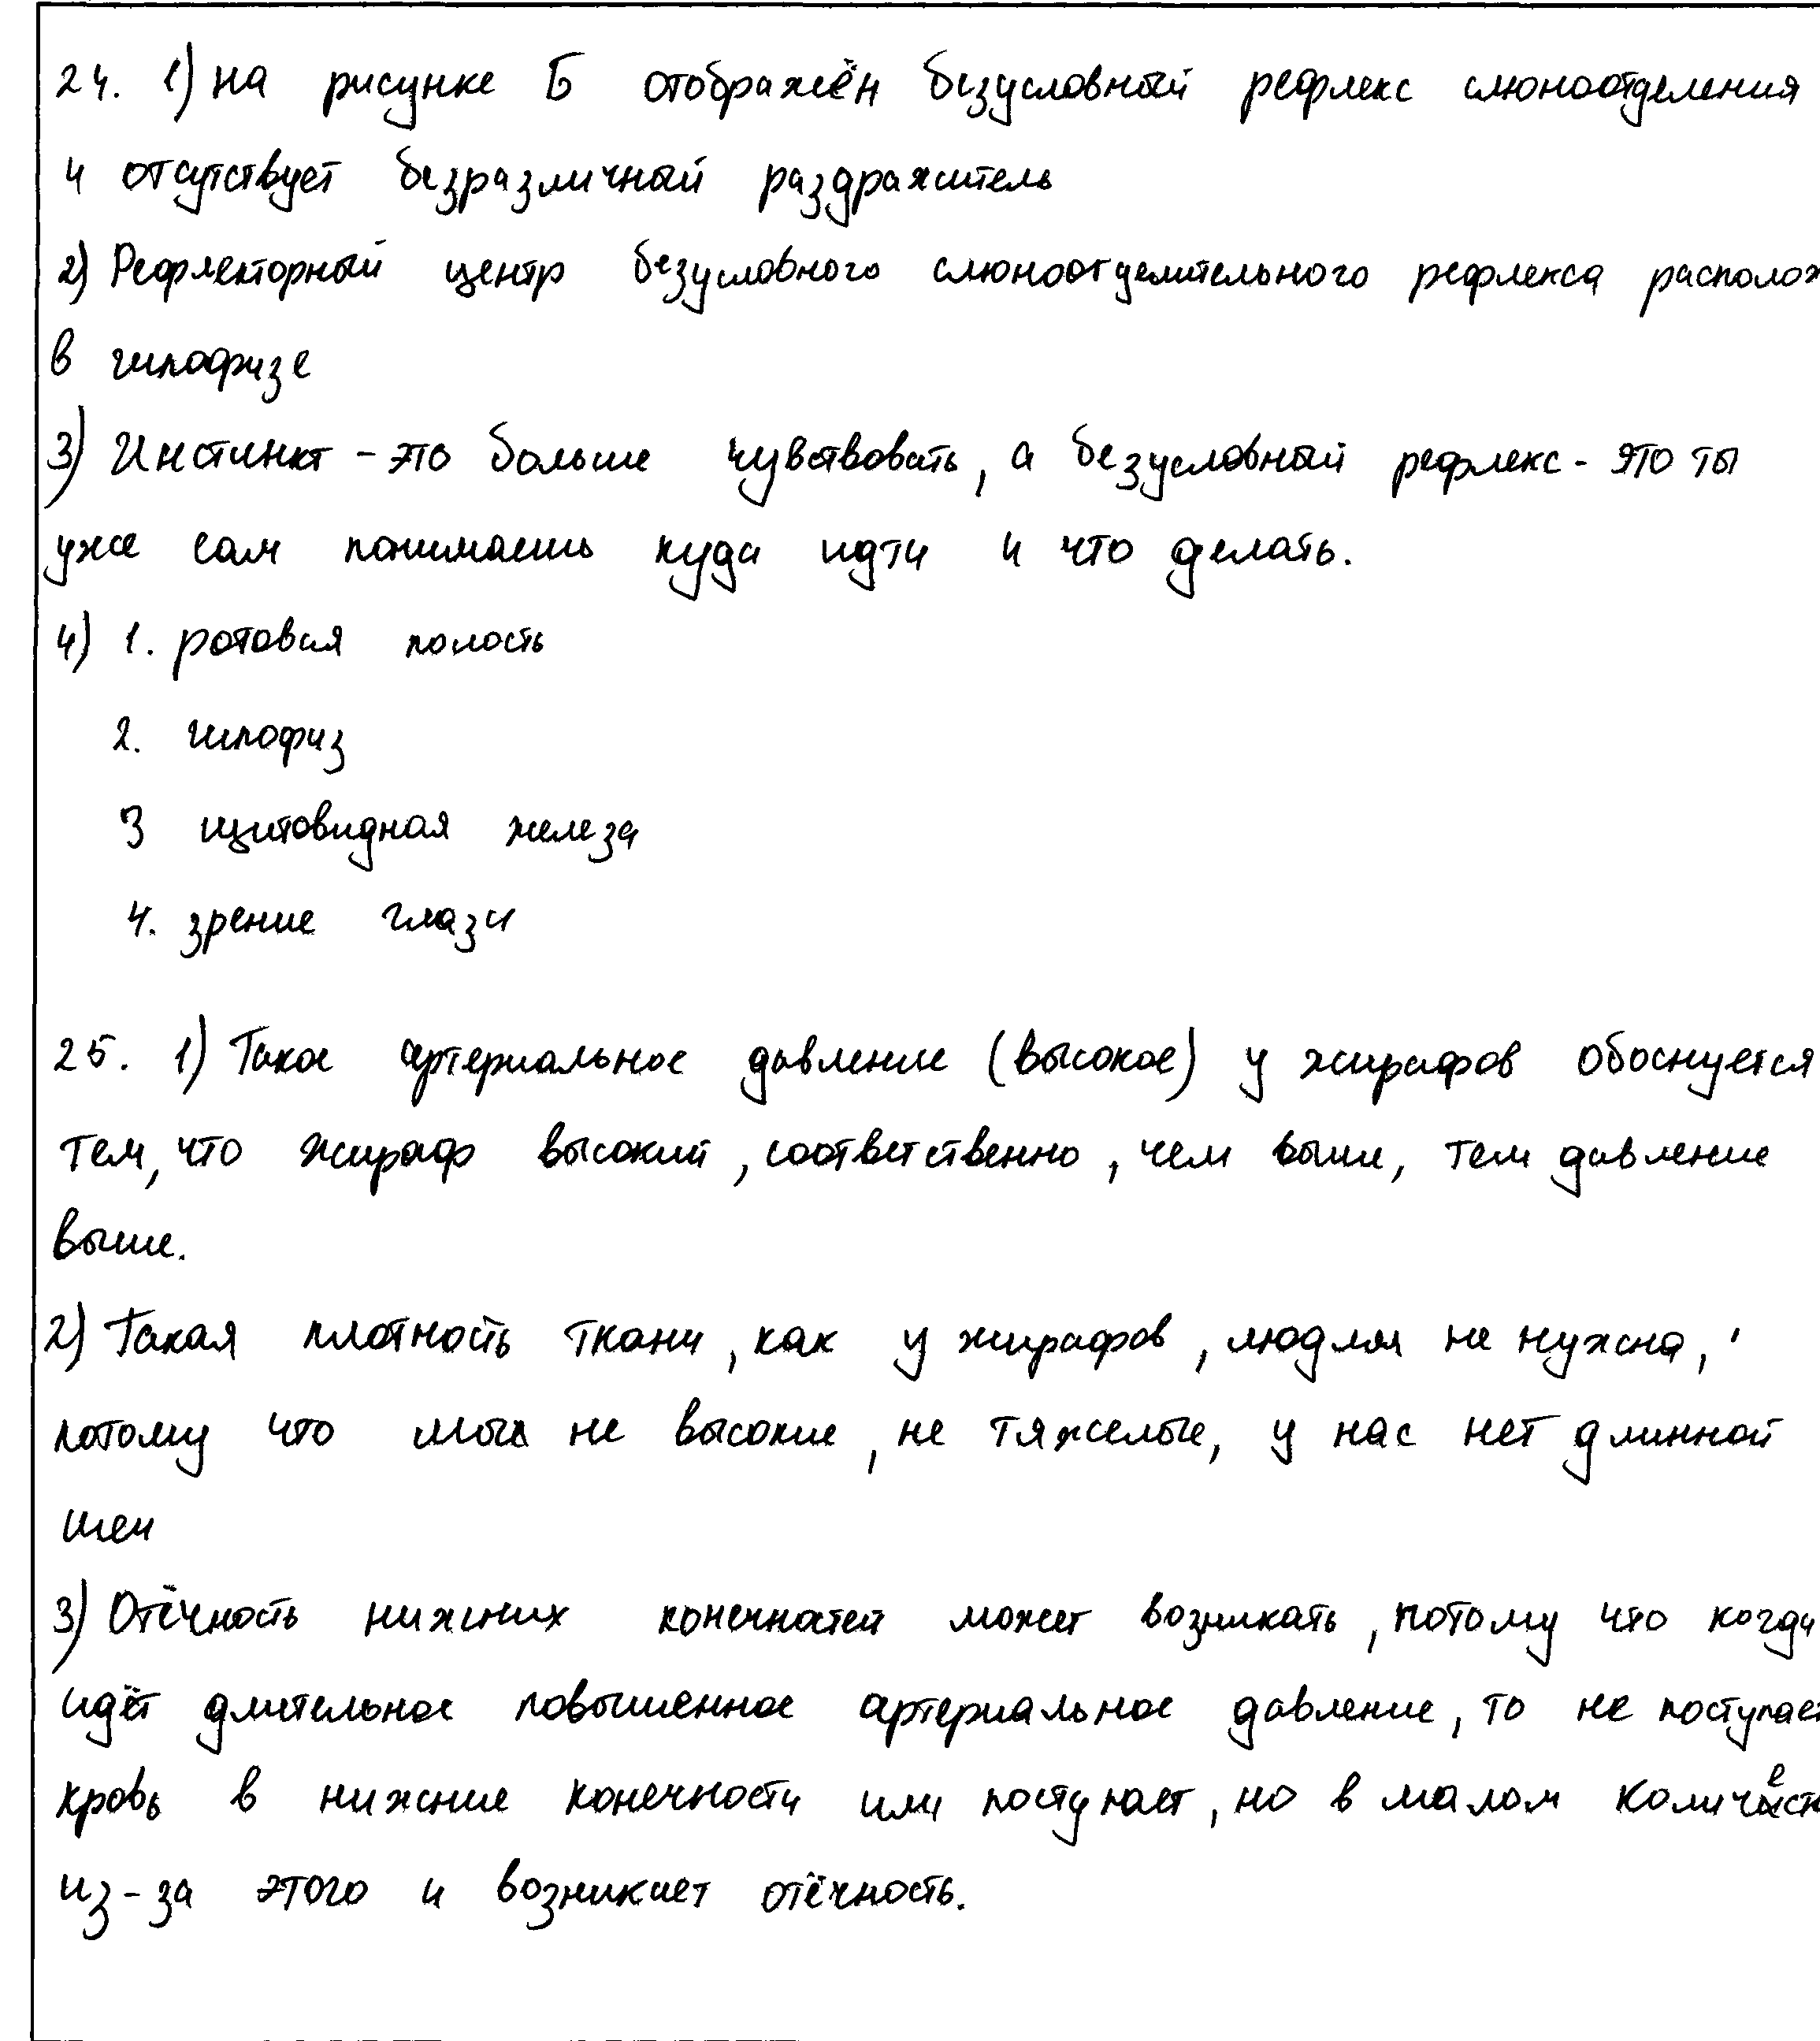 24. 1) на рисунке Б отображён безусловный рефлекс слюноотделения
и отсутствует безразличный раздражитель
2) Рефлекторный центр безусловного слюноотделительного рефлекса располож
в гипофизе
3) Инстинкт - это больше чувствовать, а безусловный рефлекс - это ты
уже сам понимаешь куда идти и что делать.
4) 1. ротовая полость
2. гипофиз
3 щитовидная железа
4. зрение глаза
25. 1) Такое артериальное давление (высокое) у жирафов обоснуется
тем, что жираф высокий, соответственно, чем выше, тем давление
выше.
2) Такая плотность ткани, как у жирафов, людям не нужна,
потому что мы не высокие, не тяжелые, у нас нет длинной
шеи
3) Отёчность нижних конечностей может возникать, потому что когда
идёт длительное повышенное артериальное давление, то не поступает
кровь в нижние конечности или поступает, но в малом количест
из-за этого и возникает отёчность.